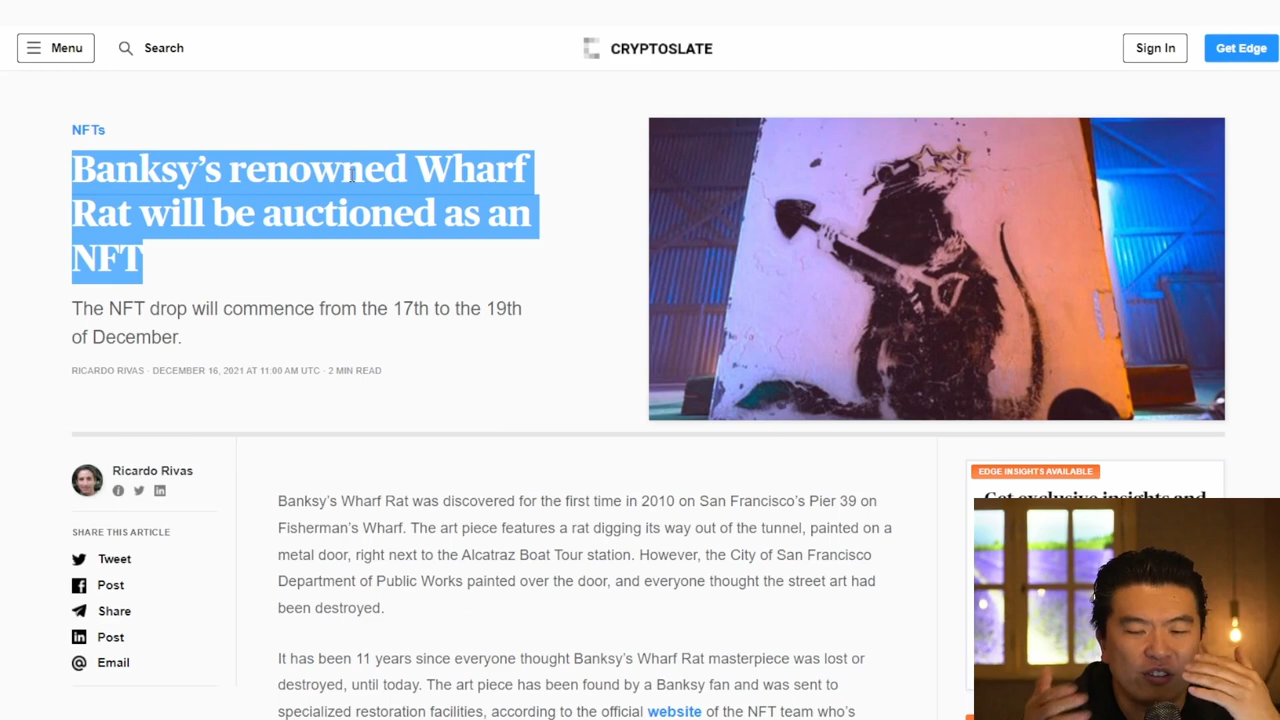 Menu
Search
CRYPTOSLATE
Sign In
Get Edge
NFTs
Banksy’s renowned Wharf
Rat will be auctioned as an
NFT
The NFT drop will commence from the 17th to the 19th
of December.
RICARDO RIVAS · DECEMBER 16, 2021 AT 11:00 AM UTC · 2 MIN READ
Ricardo Rivas
SHARE THIS ARTICLE
Tweet
Post
Share
Post
Email
Banksy’s Wharf Rat was discovered for the first time in 2010 on San Francisco’s Pier 39 on
Fisherman’s Wharf. The art piece features a rat digging its way out of the tunnel, painted on a
metal door, right next to the Alcatraz Boat Tour station. However, the City of San Francisco
Department of Public Works painted over the door, and everyone thought the street art had
been destroyed.
It has been 11 years since everyone thought Banksy’s Wharf Rat masterpiece was lost or
destroyed, until today. The art piece has been found by a Banksy fan and was sent to
specialized restoration facilities, according to the official website of the NFT team who’s
EDGE INSIGHTS AVAILABLE
Get exclusive insights and